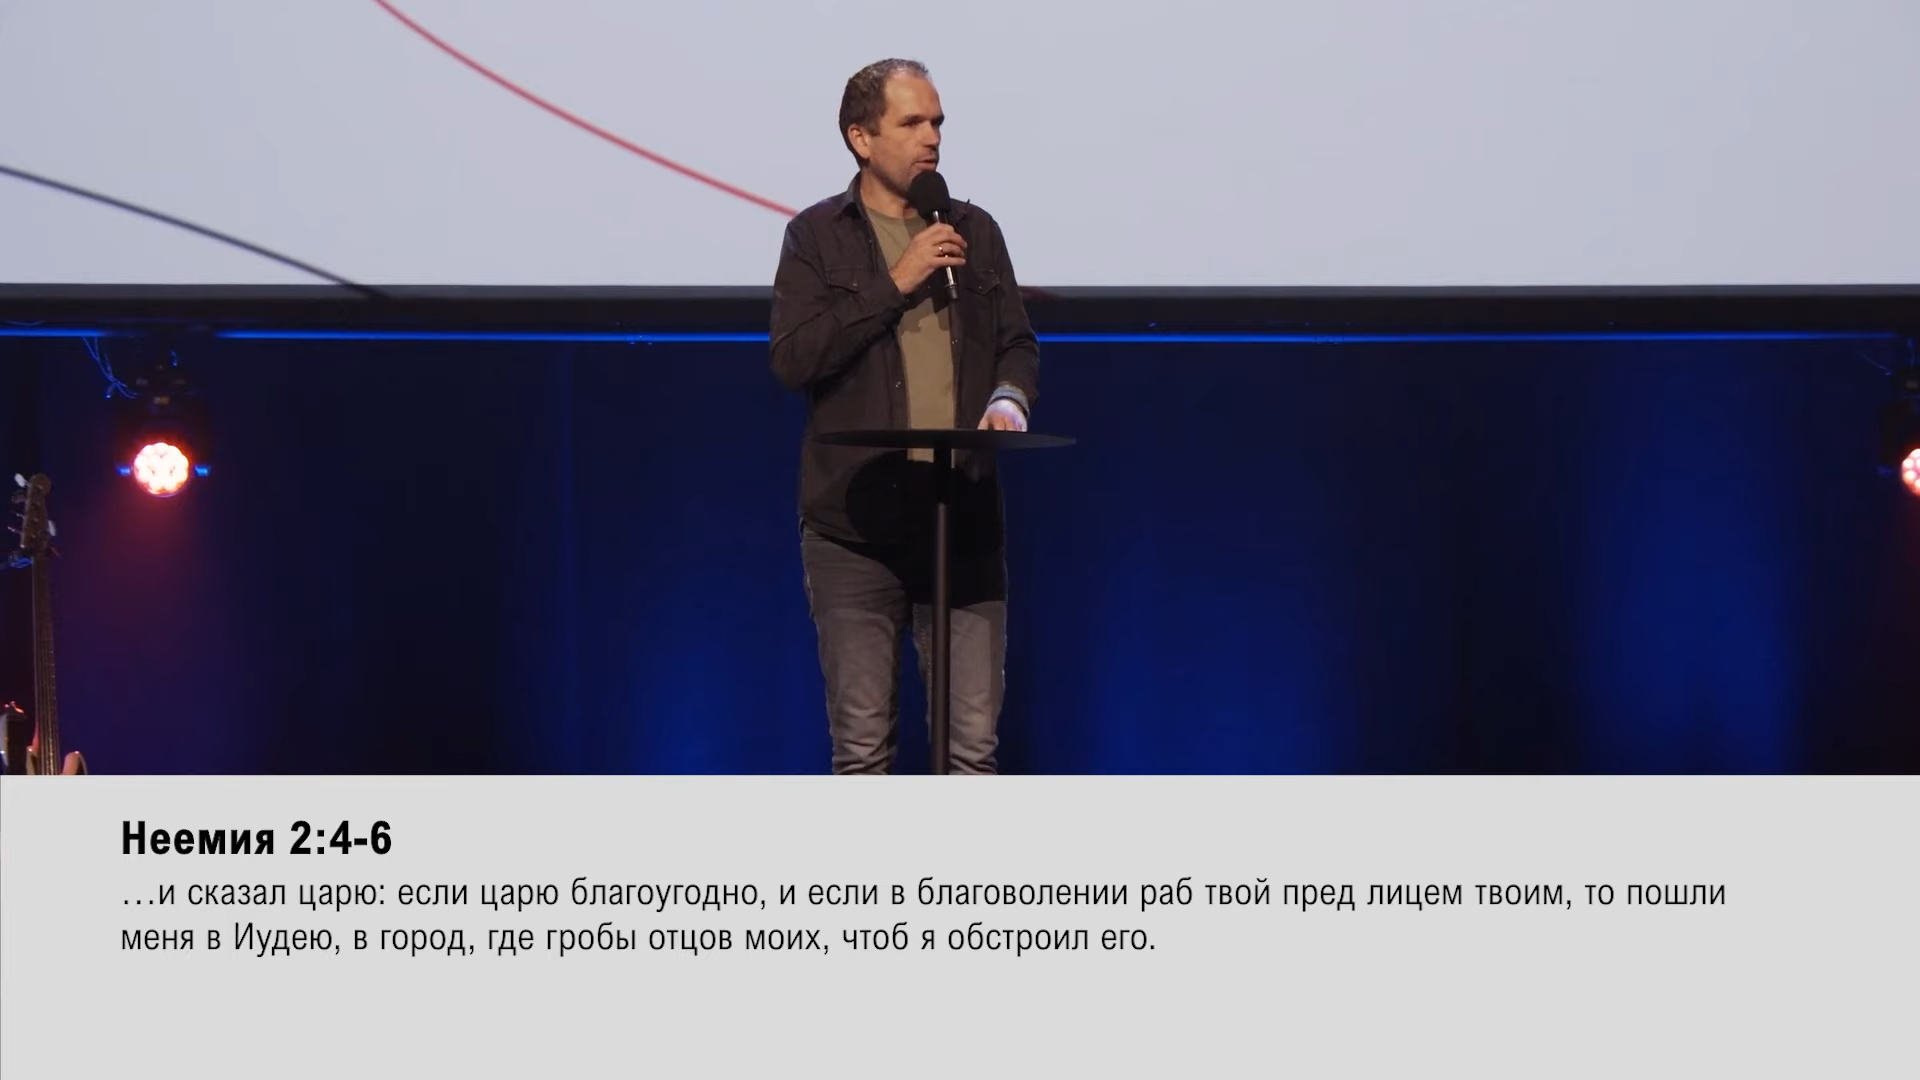 Неемия 2:4-6
…и сказал царю: если царю благоугодно, и если в благоволении раб твой пред лицем твоим, то пошли
меня в Иудею, в город, где гробы отцов моих, чтоб я обстроил его.